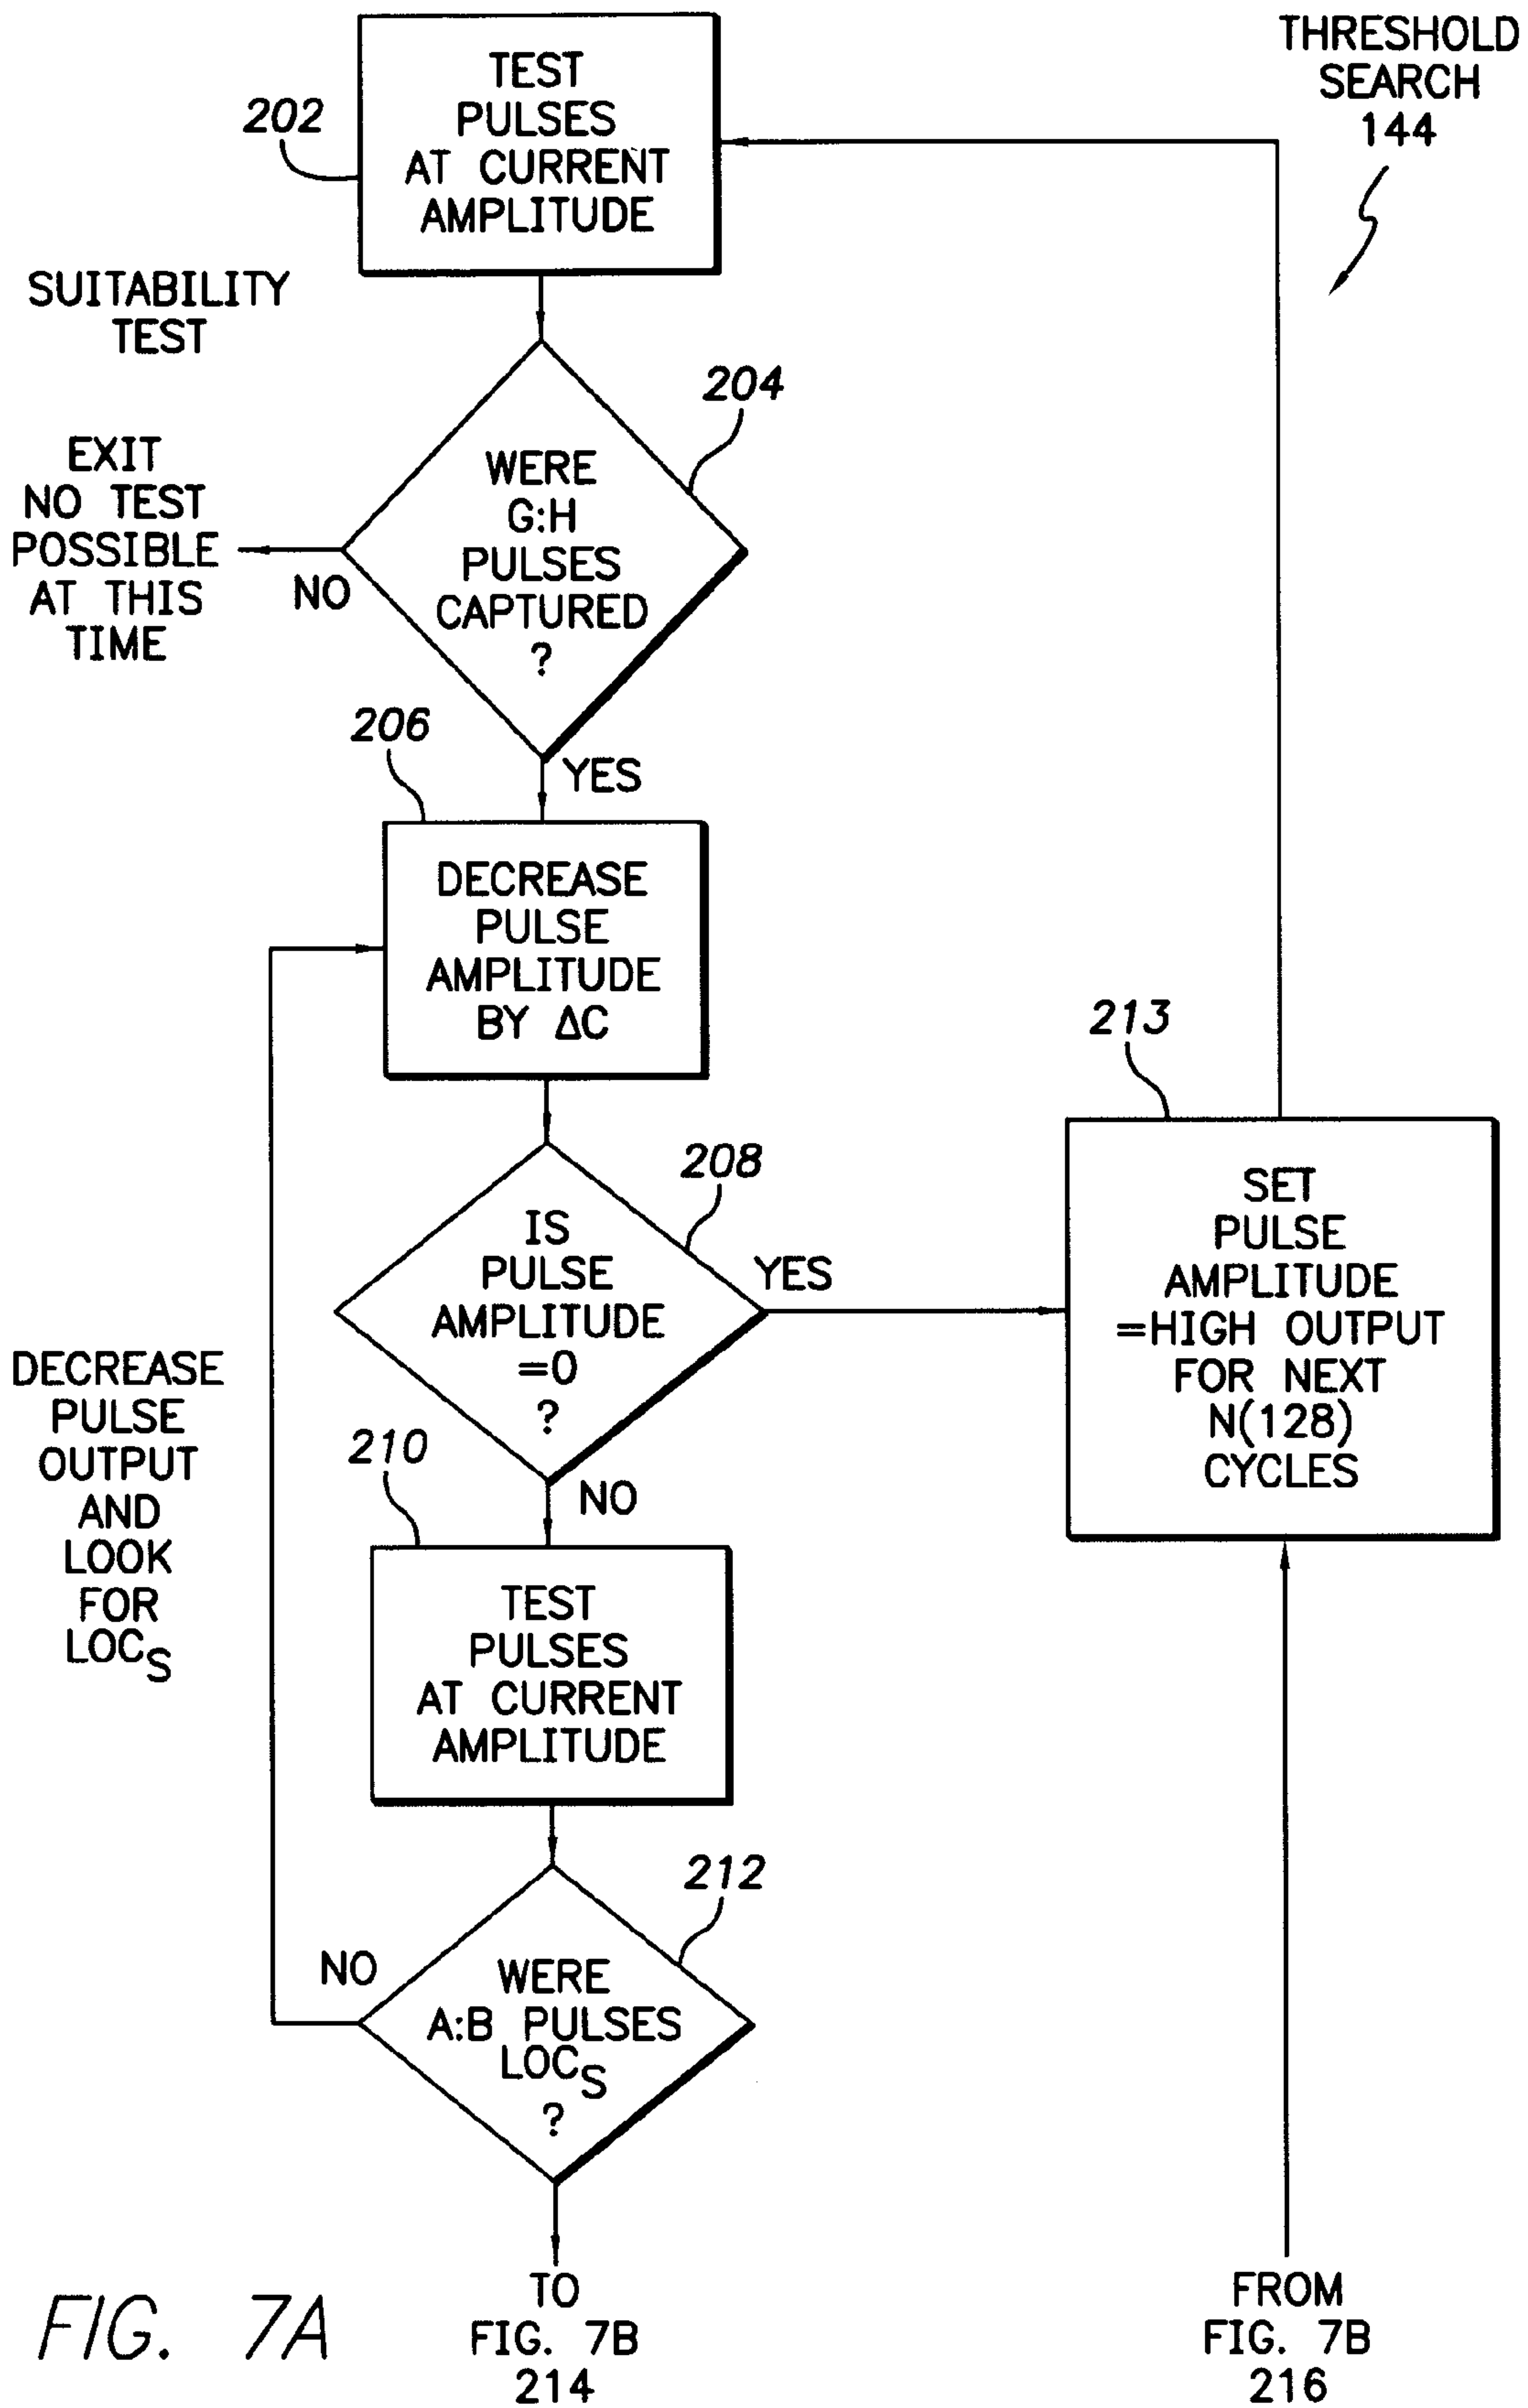 THRESHOLD
SEARCH
144
202
TEST
PULSES
AT CURRENT
AMPLITUDE
SUITABILITY
TEST
204
WERE
G:H
PULSES
CAPTURED
?
EXIT
NO TEST
POSSIBLE
AT THIS
TIME
NO
YES
206
DECREASE
PULSE
AMPLITUDE
BY ΔC
208
IS
PULSE
AMPLITUDE
=0
?
YES
NO
213
SET
PULSE
AMPLITUDE
=HIGH OUTPUT
FOR NEXT
N(128)
CYCLES
DECREASE
PULSE
OUTPUT
AND
LOOK
FOR
LOCS
210
TEST
PULSES
AT CURRENT
AMPLITUDE
212
WERE
A:B PULSES
LOCS
?
NO
TO
FIG. 7B
214
FROM
FIG. 7B
216
FIG. 7A